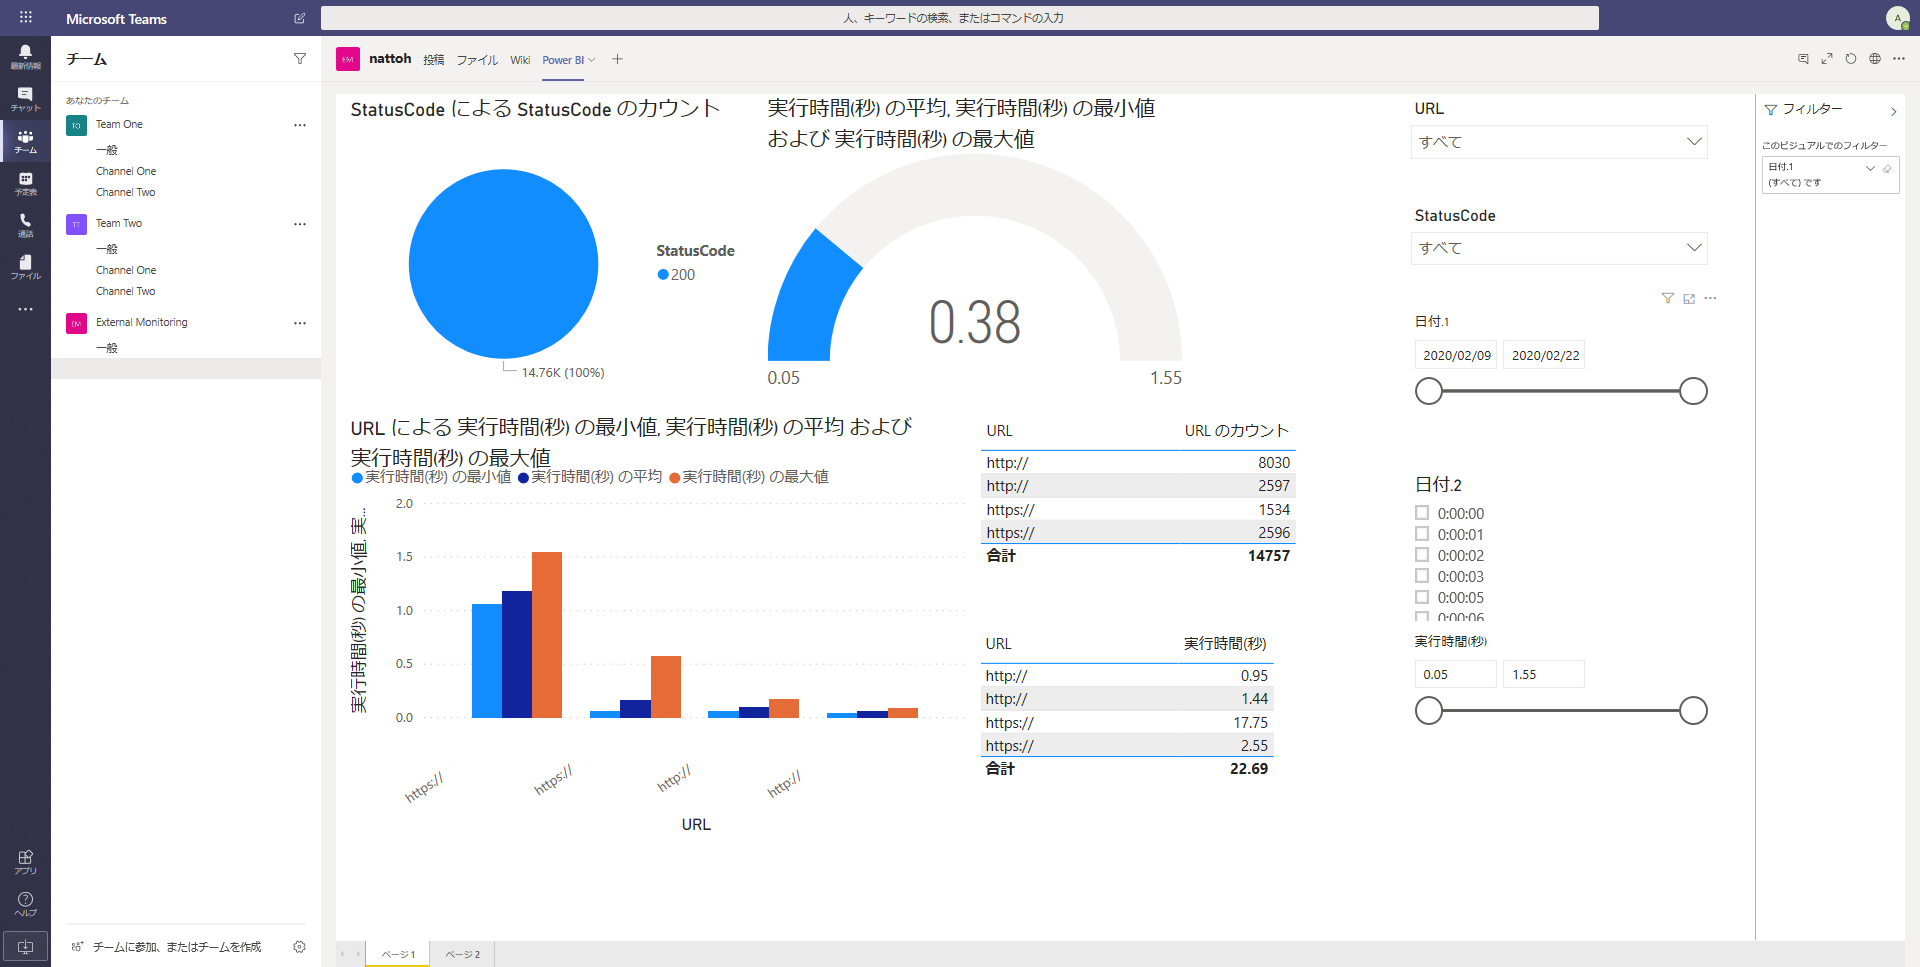 Microsoft Teams
人、キーワードの検索、またはコマンドの入力
A
最新情報
チャット
チーム
予定表
通話
ファイル
アプリ
ヘルプ
チーム
あなたのチーム
TO Team One
一般
Channel One
Channel Two
TT Team Two
一般
Channel One
Channel Two
EM External Monitoring
一般
チームに参加、またはチームを作成
EM nattoh 投稿 ファイル Wiki Power BI
StatusCode による StatusCode のカウント
StatusCode
200
14.76K (100%)
実行時間(秒) の平均, 実行時間(秒) の最小値
および 実行時間(秒) の最大値
0.38
0.05
1.55
URL による 実行時間(秒) の最小値, 実行時間(秒) の平均 および
実行時間(秒) の最大値
実行時間(秒) の最小値 実行時間(秒) の平均 実行時間(秒) の最大値
実行時間(秒) の最小値, 実...
2.0
1.5
1.0
0.5
0.0
https://
https://
http://
http://
URL
URL URL のカウント
http:// 8030
http:// 2597
https:// 1534
https:// 2596
合計 14757
URL 実行時間(秒)
http:// 0.95
http:// 1.44
https:// 17.75
https:// 2.55
合計 22.69
URL
すべて
StatusCode
すべて
日付.1
2020/02/09 2020/02/22
日付.2
0:00:00
0:00:01
0:00:02
0:00:03
0:00:05
0:00:06
実行時間(秒)
0.05 1.55
フィルター
このビジュアルでのフィルター
日付.1
(すべて) です
ページ1 ページ2